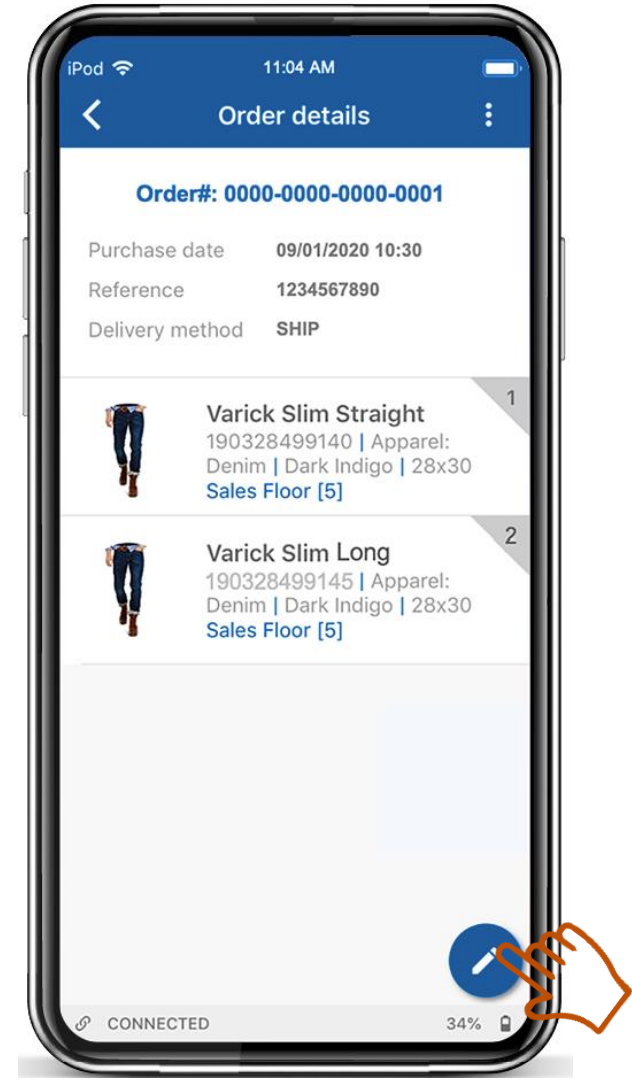 iPod 11:04 AM
Order details
Order#: 0000-0000-0000-0001
Purchase date 09/01/2020 10:30
Reference 1234567890
Delivery method SHIP
1
Varick Slim Straight
190328499140 | Apparel:
Denim | Dark Indigo | 28x30
Sales Floor [5]
2
Varick Slim Long
190328499145 | Apparel:
Denim | Dark Indigo | 28x30
Sales Floor [5]
CONNECTED 34%